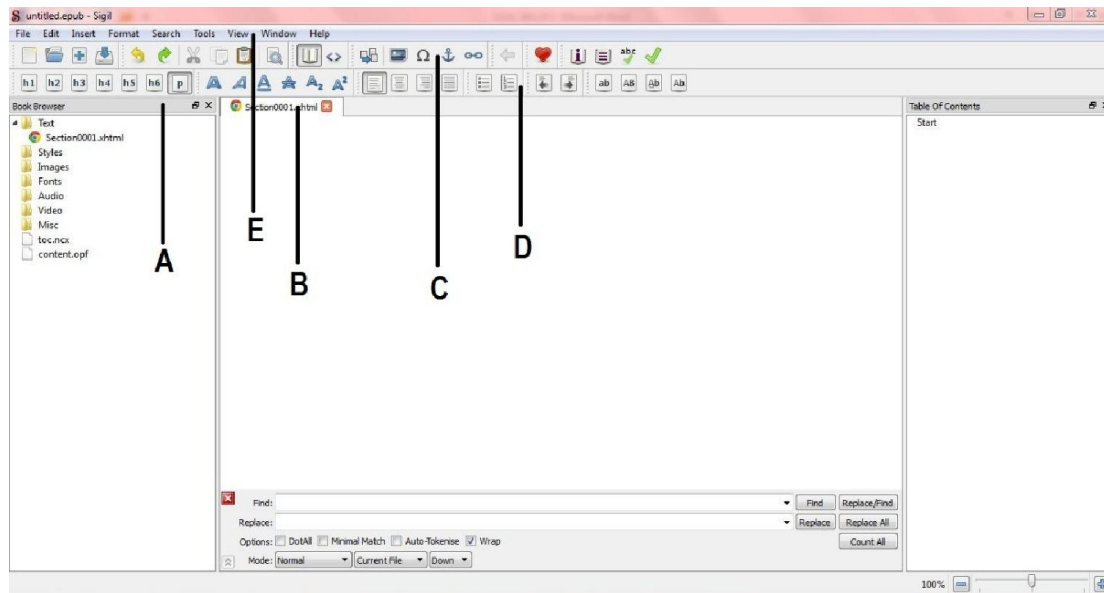 untitled.epub - Sigil
File Edit Insert Format Search Tools View Window Help
h1 h2 h3 h4 h5 h6 p A A A A₂ A² ab AB Ab Ab
Book Browser
Section0001.xhtml
Table Of Contents
Text
Section0001.xhtml
Styles
Images
Fonts
Audio
Video
Misc
toc.ncx
content.opf
Start
A
E
B
C
D
Find:
Find Replace/Find
Replace:
Replace Replace All
Options: DotAll Minimal Match Auto-Tokenise Wrap
Count All
Mode: Normal Current File Down
100%